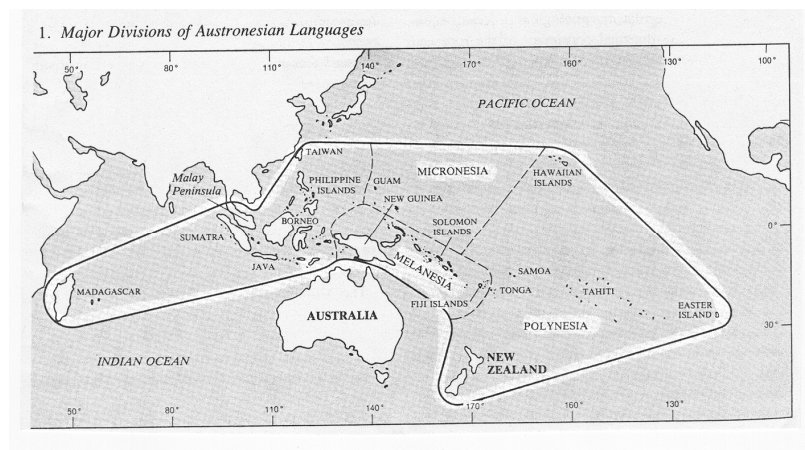 1. Major Divisions of Austronesian Languages
50° 80° 110° 140° 170° 160° 130° 100°
PACIFIC OCEAN
TAIWAN
Malay
Peninsula
PHILIPPINE
ISLANDS
GUAM
MICRONESIA
HAWAIIAN
ISLANDS
NEW GUINEA
BORNEO
SOLOMON
ISLANDS
0°
SUMATRA
JAVA
MELANESIA
SAMOA
MADAGASCAR
TONGA
TAHITI
FIJI ISLANDS
EASTER
ISLAND
AUSTRALIA
POLYNESIA
30°
INDIAN OCEAN
NEW
ZEALAND
50° 80° 110° 140° 170° 160° 130°